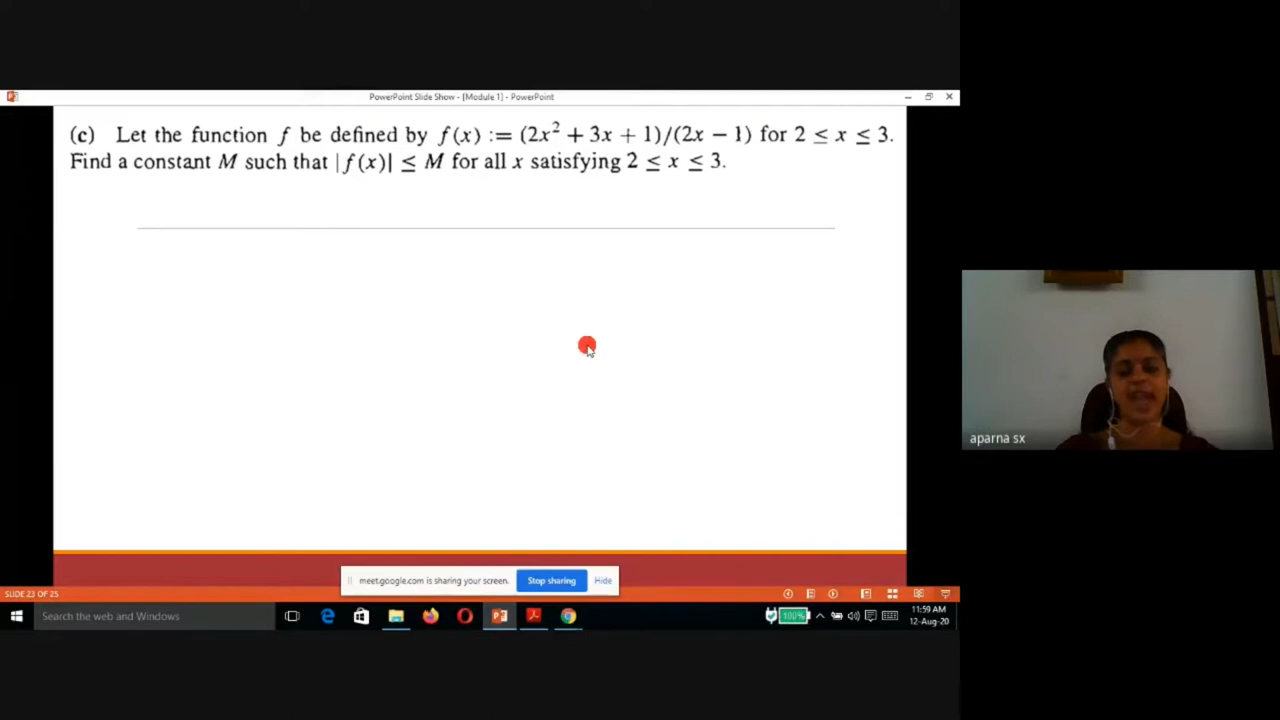 PowerPoint Slide Show - [Module 1] - PowerPoint
(c) Let the function f be defined by f(x) := (2x² + 3x + 1)/(2x − 1) for 2 ≤ x ≤ 3.
Find a constant M such that |f(x)| ≤ M for all x satisfying 2 ≤ x ≤ 3.
aparna sx
meet.google.com is sharing your screen.
Stop sharing
Hide
SLIDE 23 OF 25
Search the web and Windows
100%
11:59 AM
12-Aug-20